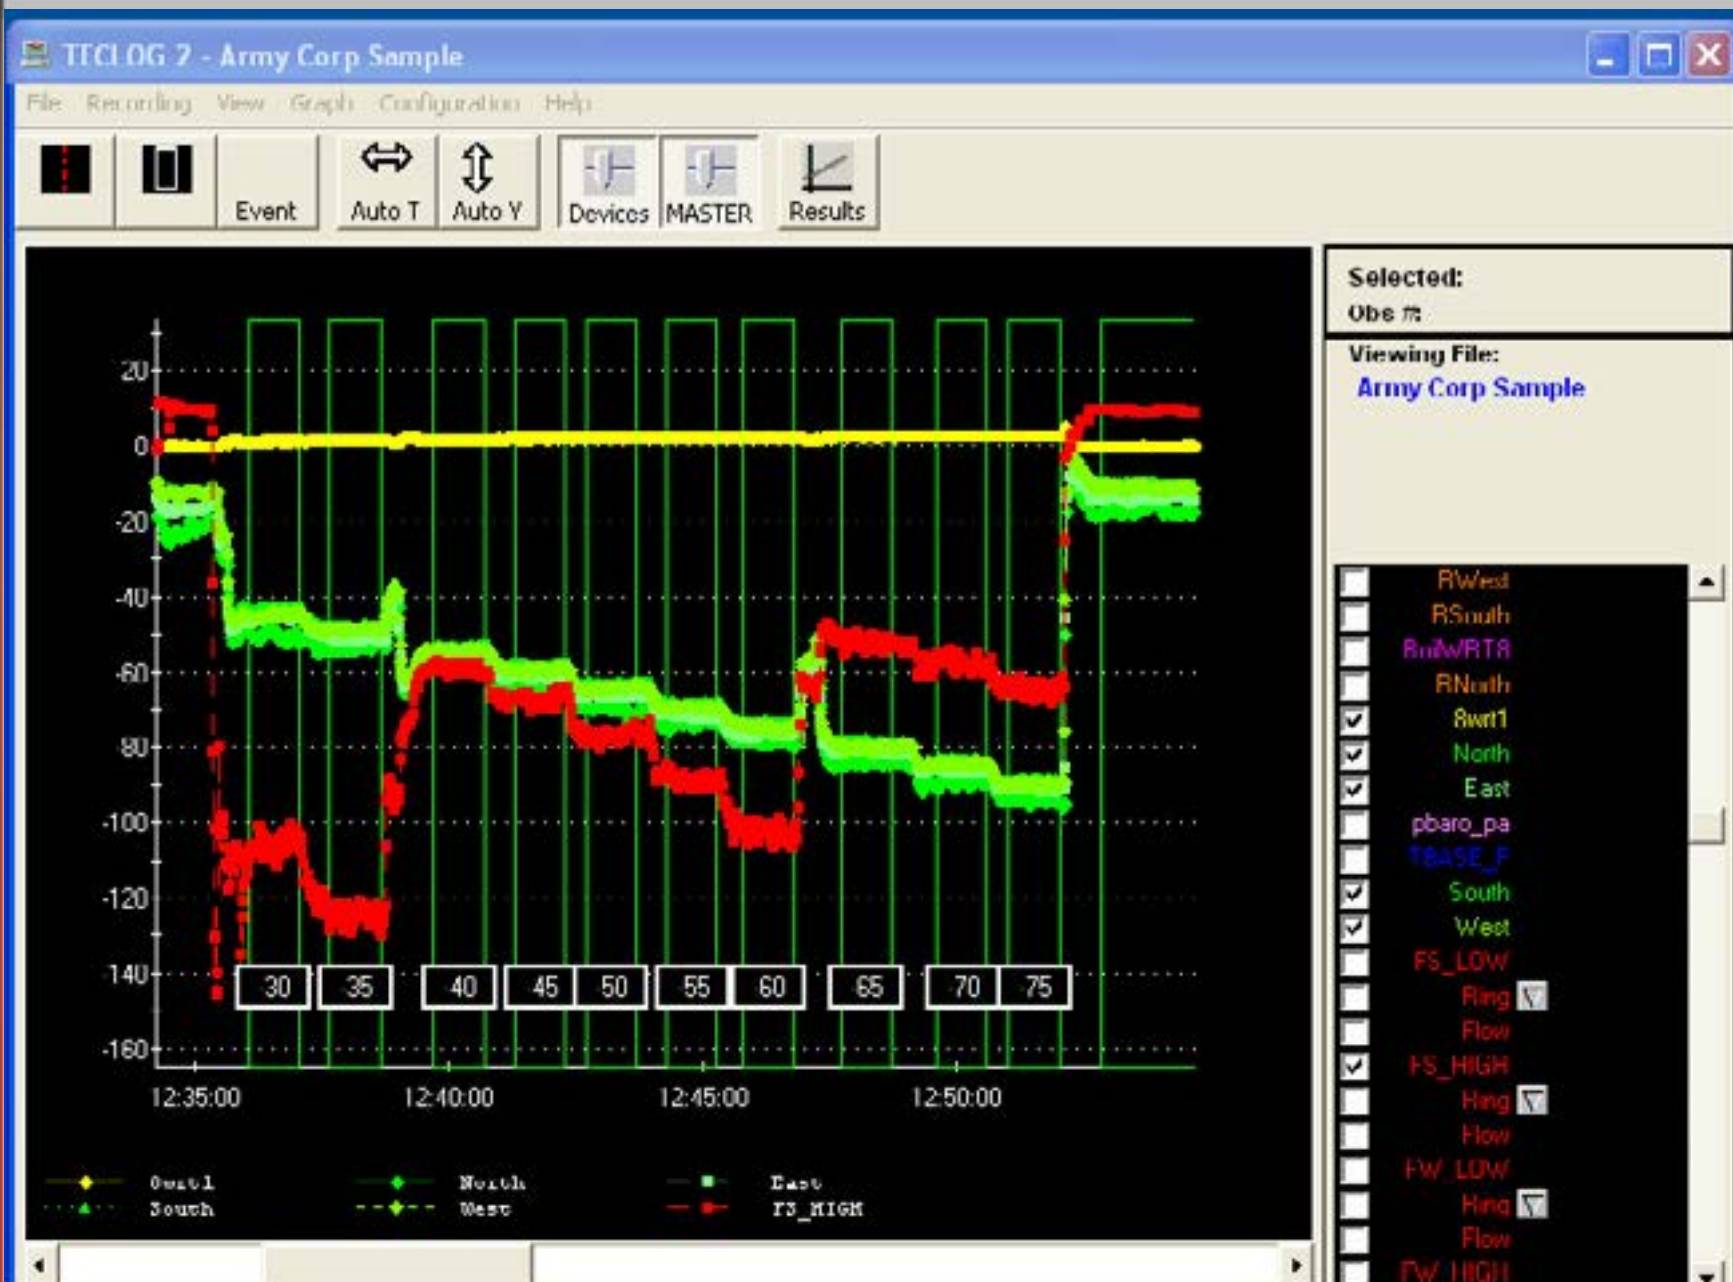 TECLOG 2 - Army Corp Sample
File Recording View Graph Configuration Help
Event Auto T Auto Y Devices MASTER Results
Selected:
Obs #:
Viewing File:
Army Corp Sample
20
0
-20
-40
-60
80
-100
-120
-140
-160
30 35 40 45 50 55 60 65 70 75
12:35:00 12:40:00 12:45:00 12:50:00
8wrt1 North East
South West FS_HIGH
RWest
RSouth
RNorth
8wrt1
North
East
pbaro_pa
TBASE_F
South
West
FS_LOW
Ring
Flow
FS_HIGH
Ring
Flow
FW_LOW
Ring
Flow
FW_HIGH